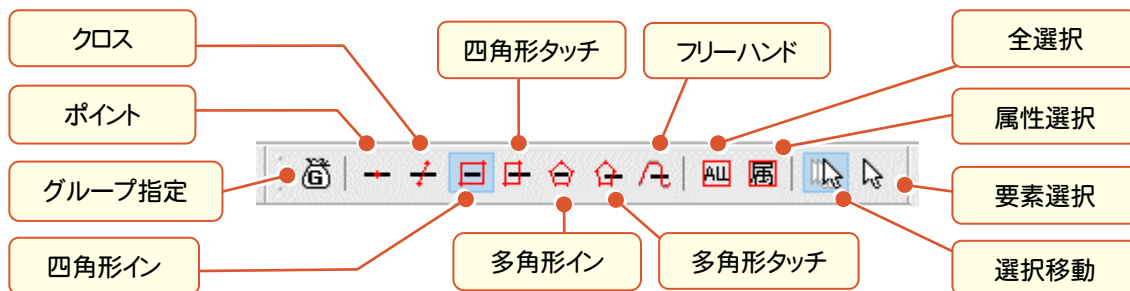 クロス
四角形タッチ
フリーハンド
全選択
ポイント
属性選択
グループ指定
G
ALL
属
要素選択
四角形イン
多角形イン
多角形タッチ
選択移動